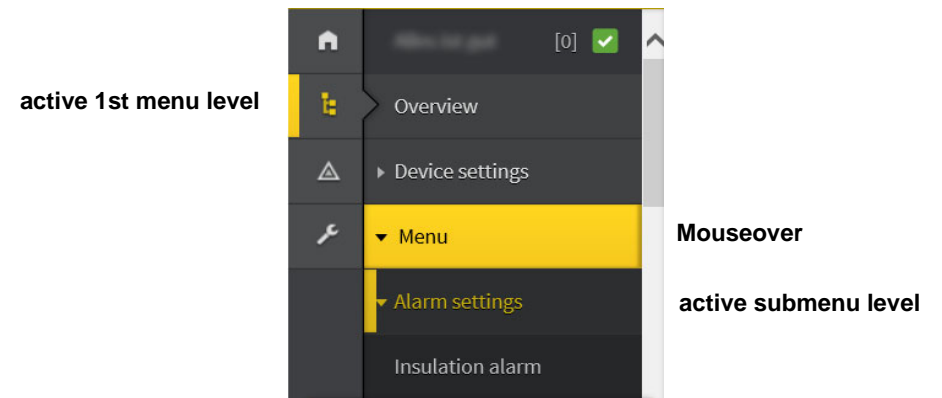 [0]
active 1st menu level
Overview
Device settings
Menu
Mouseover
Alarm settings
active submenu level
Insulation alarm